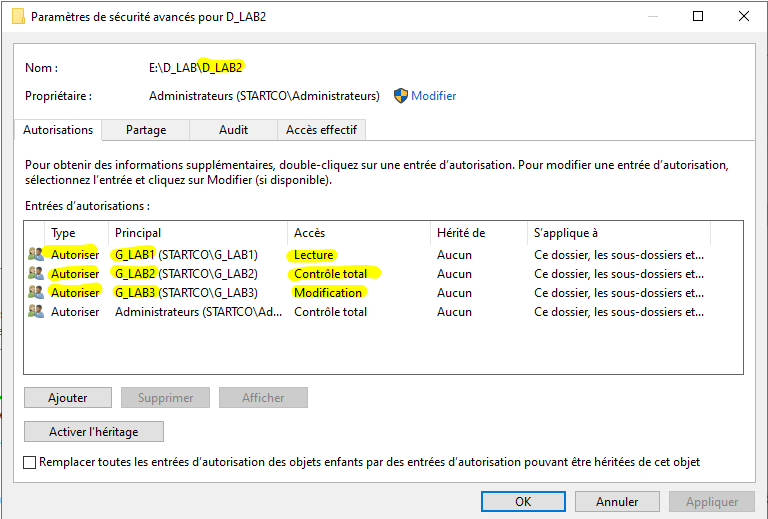 Paramètres de sécurité avancés pour D_LAB2
Nom : E:\D_LAB\D_LAB2
Propriétaire : Administrateurs (STARTCO\Administrateurs) Modifier
Autorisations Partage Audit Accès effectif
Pour obtenir des informations supplémentaires, double-cliquez sur une entrée d'autorisation. Pour modifier une entrée d'autorisation,
sélectionnez l'entrée et cliquez sur Modifier (si disponible).
Entrées d'autorisations :
Type Principal Accès Hérité de S'applique à
Autoriser G_LAB1 (STARTCO\G_LAB1) Lecture Aucun Ce dossier, les sous-dossiers et...
Autoriser G_LAB2 (STARTCO\G_LAB2) Contrôle total Aucun Ce dossier, les sous-dossiers et...
Autoriser G_LAB3 (STARTCO\G_LAB3) Modification Aucun Ce dossier, les sous-dossiers et...
Autoriser Administrateurs (STARTCO\Ad... Contrôle total Aucun Ce dossier, les sous-dossiers et...
Ajouter Supprimer Afficher
Activer l'héritage
Remplacer toutes les entrées d'autorisation des objets enfants par des entrées d'autorisation pouvant être héritées de cet objet
OK Annuler Appliquer